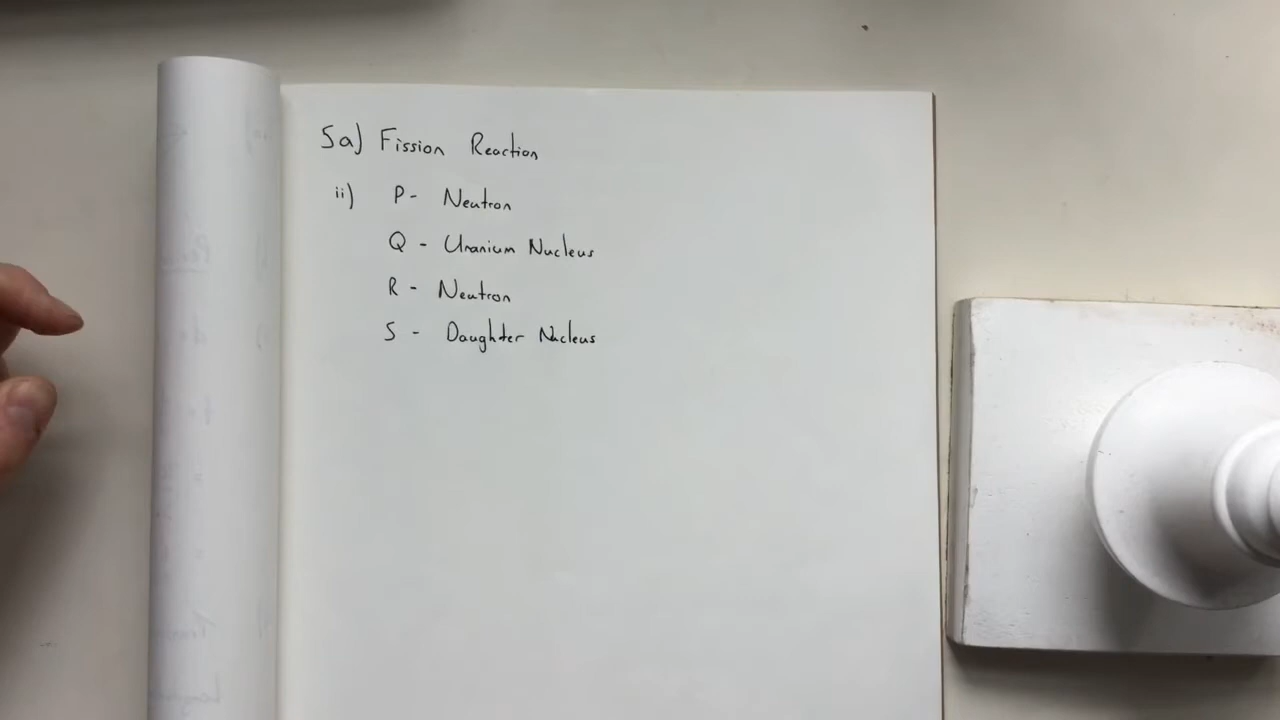 5a) Fission Reaction
ii) P - Neutron
Q - Uranium Nucleus
R - Neutron
S - Daughter Nucleus